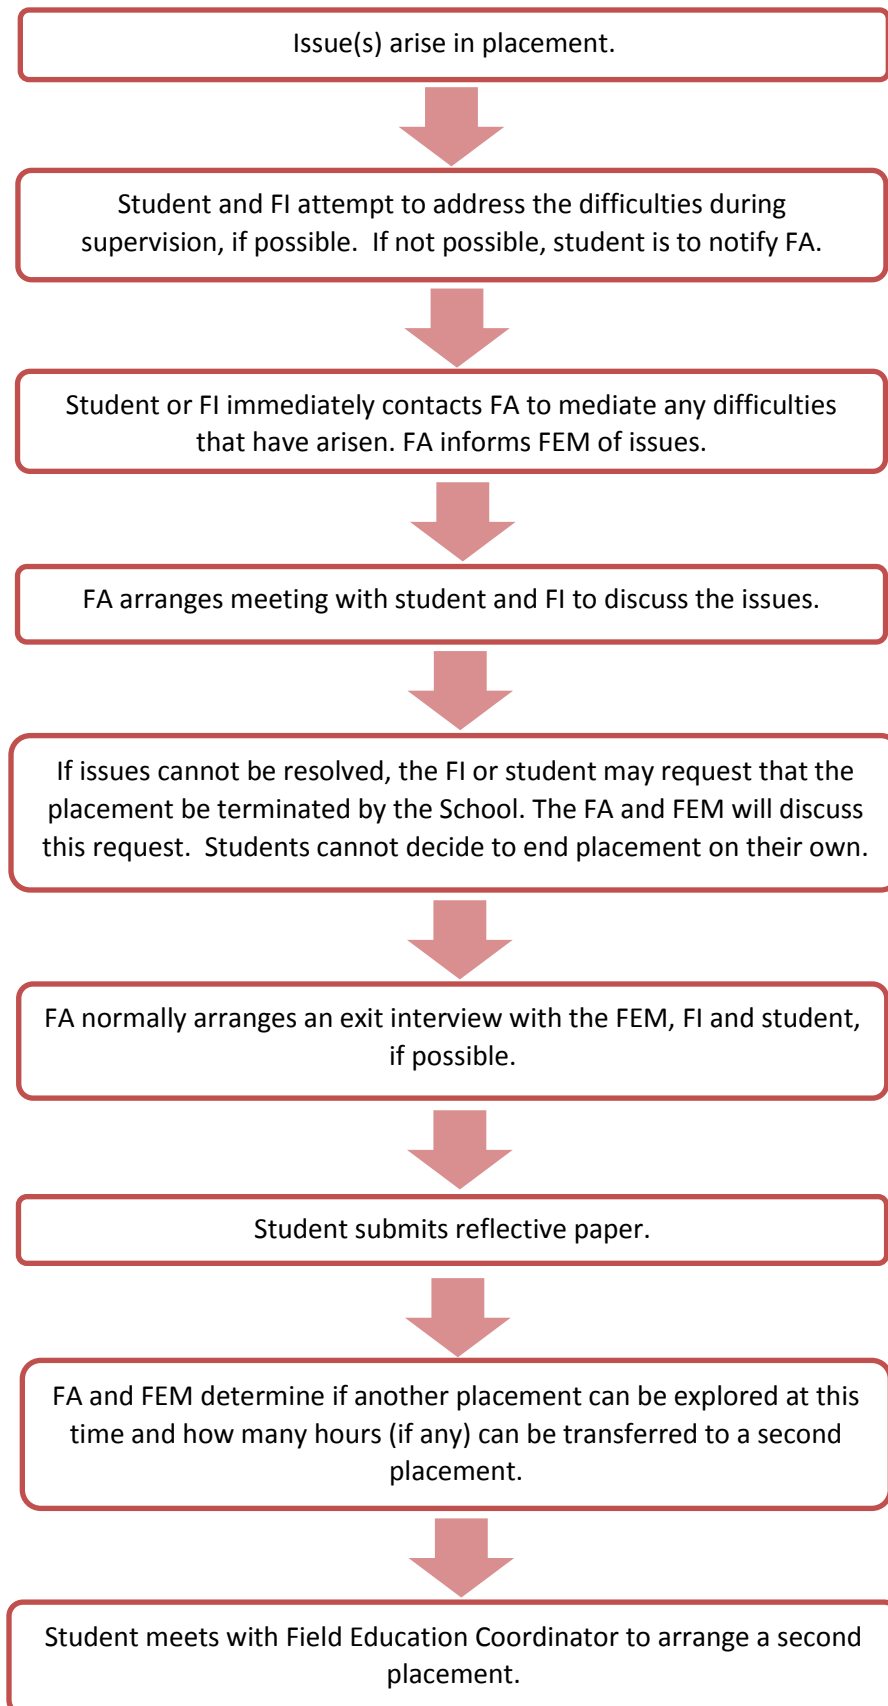 Issue(s) arise in placement.
Student and FI attempt to address the difficulties during
supervision, if possible.  If not possible, student is to notify FA.
Student or FI immediately contacts FA to mediate any difficulties
that have arisen. FA informs FEM of issues.
FA arranges meeting with student and FI to discuss the issues.
If issues cannot be resolved, the FI or student may request that the
placement be terminated by the School. The FA and FEM will discuss
this request.  Students cannot decide to end placement on their own.
FA normally arranges an exit interview with the FEM, FI and student,
if possible.
Student submits reflective paper.
FA and FEM determine if another placement can be explored at this
time and how many hours (if any) can be transferred to a second
placement.
Student meets with Field Education Coordinator to arrange a second
placement.